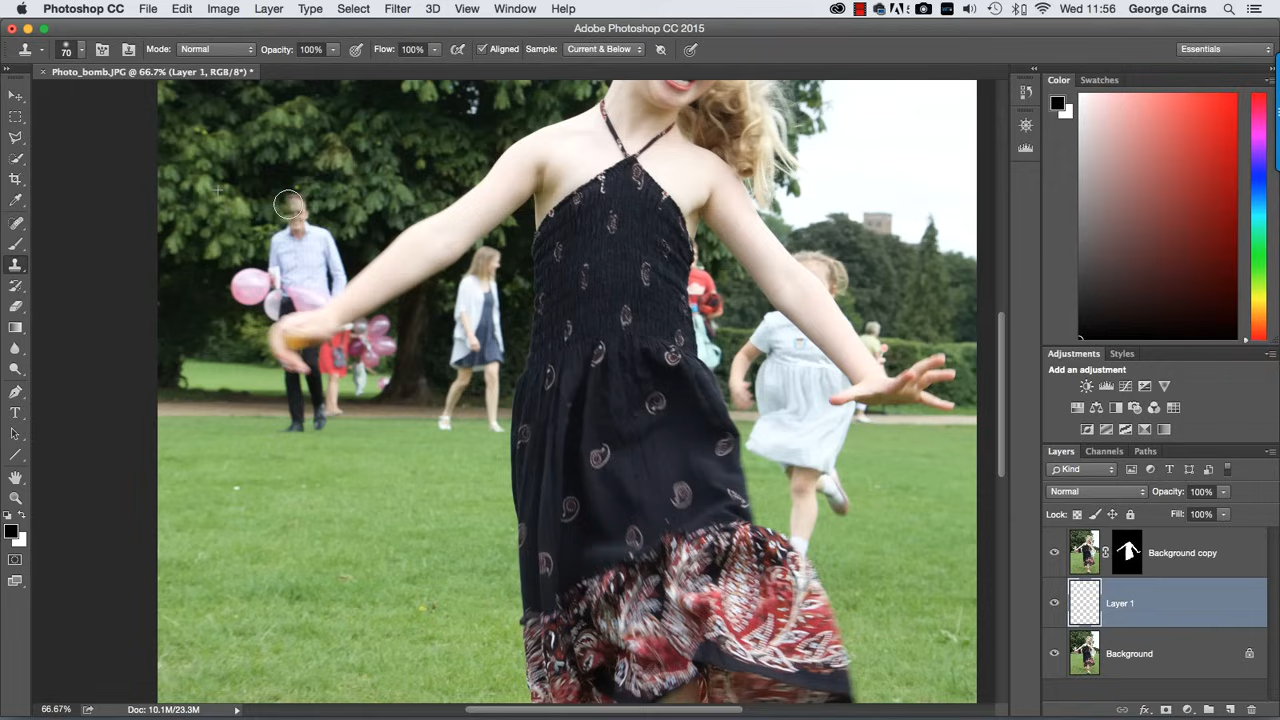 Photoshop CC File Edit Image Layer Type Select Filter 3D View Window Help Wed 11:56 George Cairns
Adobe Photoshop CC 2015
70 Mode: Normal Opacity: 100% Flow: 100% Aligned Sample: Current & Below Essentials
Photo_bomb.JPG @ 66.7% (Layer 1, RGB/8*) *
Color Swatches
Adjustments Styles
Add an adjustment
Layers Channels Paths
Kind
Normal Opacity: 100%
Lock: Fill: 100%
Background copy
Layer 1
Background
66.67% Doc: 10.1M/23.3M